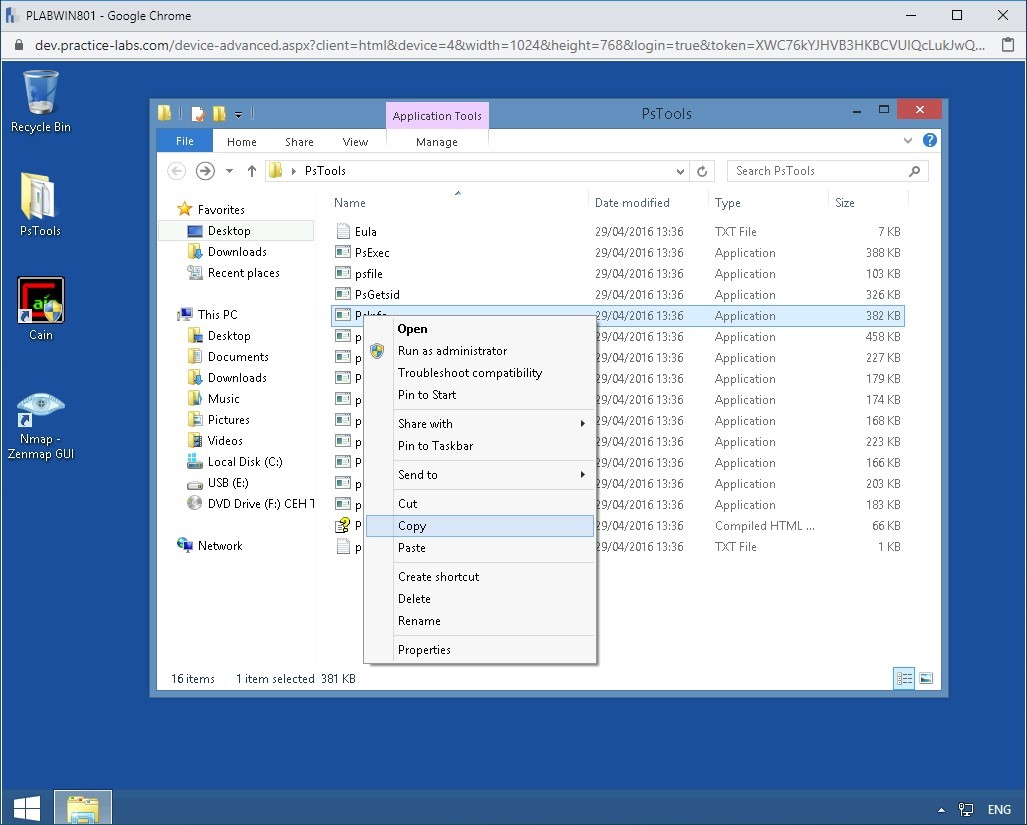 PLABWIN801 - Google Chrome
dev.practice-labs.com/device-advanced.aspx?client=html&device=4&width=1024&height=768&login=true&token=XWC76kYJHVB3HKBCVUIQcLukJwQ...
Recycle Bin
PsTools
Cain
Nmap -
Zenmap GUI
Application Tools
PsTools
File Home Share View Manage
PsTools
Search PsTools
Favorites
Desktop
Downloads
Recent places
This PC
Desktop
Documents
Downloads
Music
Pictures
Videos
Local Disk (C:)
USB (E:)
DVD Drive (F:) CEH T
Network
Name Date modified Type Size
Eula 29/04/2016 13:36 TXT File 7 KB
PsExec 29/04/2016 13:36 Application 388 KB
psfile 29/04/2016 13:36 Application 103 KB
PsGetsid 29/04/2016 13:36 Application 326 KB
PsInfo 29/04/2016 13:36 Application 382 KB
p 29/04/2016 13:36 Application 458 KB
p 29/04/2016 13:36 Application 227 KB
P 29/04/2016 13:36 Application 179 KB
p 29/04/2016 13:36 Application 174 KB
p 29/04/2016 13:36 Application 168 KB
p 29/04/2016 13:36 Application 223 KB
P 29/04/2016 13:36 Application 166 KB
p 29/04/2016 13:36 Application 203 KB
p 29/04/2016 13:36 Application 183 KB
P 29/04/2016 13:36 Compiled HTML ... 66 KB
p 29/04/2016 13:36 TXT File 1 KB
Open
Run as administrator
Troubleshoot compatibility
Pin to Start
Share with
Pin to Taskbar
Send to
Cut
Copy
Paste
Create shortcut
Delete
Rename
Properties
16 items 1 item selected 381 KB
ENG